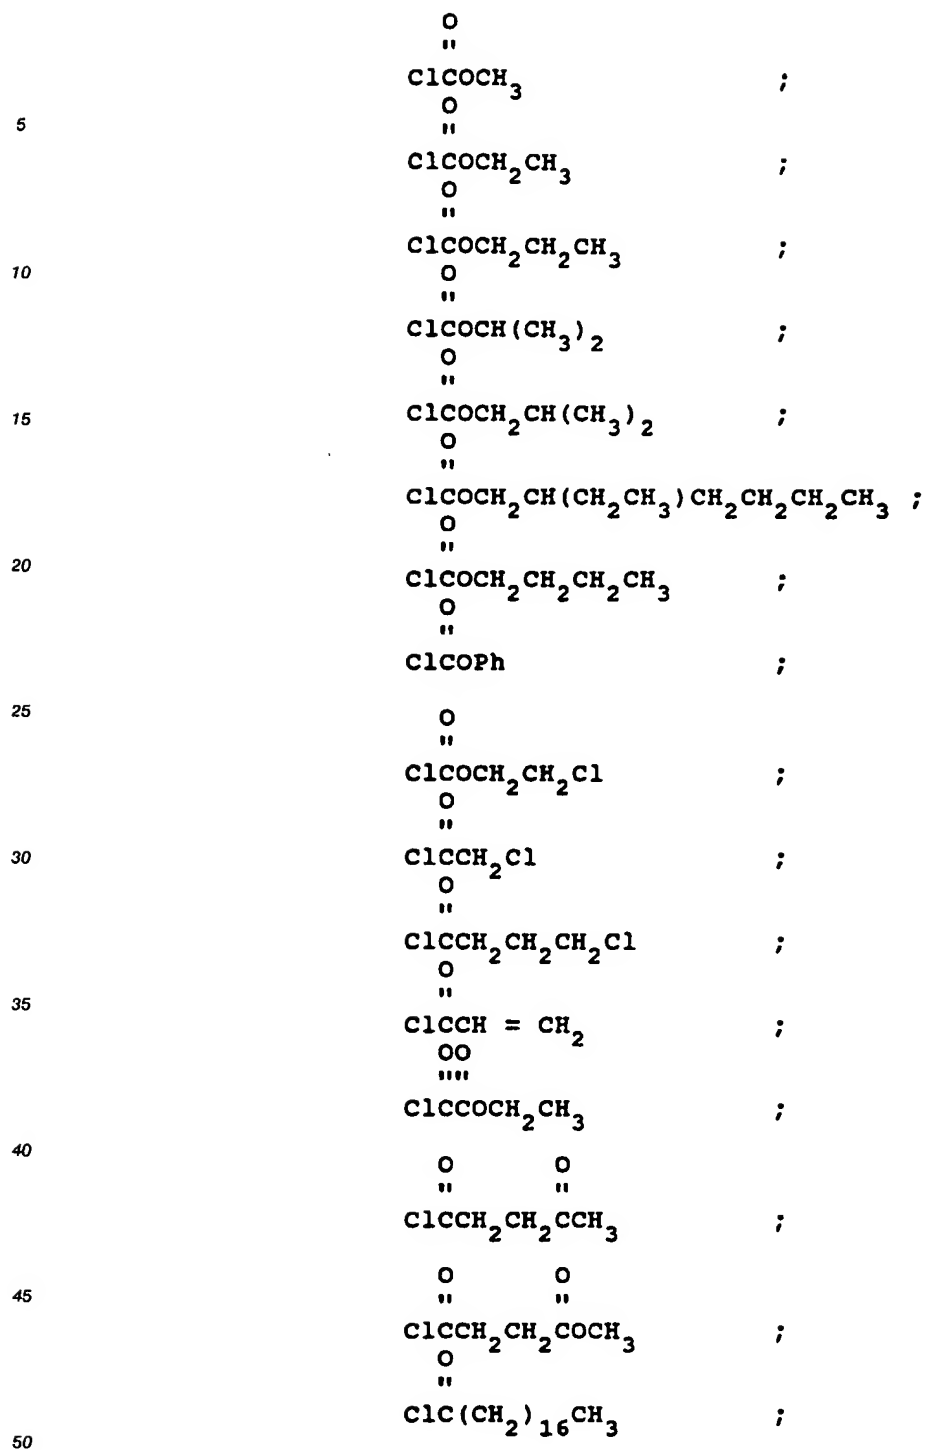 O
"
ClCOCH3 ;
O
5
"
ClCOCH2CH3 ;
O
"
ClCOCH2CH2CH3 ;
10
O
"
ClCOCH(CH3)2 ;
O
"
15
ClCOCH2CH(CH3)2 ;
O
"
ClCOCH2CH(CH2CH3)CH2CH2CH2CH3 ;
O
"
20
ClCOCH2CH2CH2CH3 ;
O
"
ClCOPh ;
25
O
"
ClCOCH2CH2Cl ;
O
"
30
ClCCH2Cl ;
O
"
ClCCH2CH2CH2Cl ;
O
"
35
ClCCH = CH2 ;
OO
""
ClCCOCH2CH3 ;
40
O O
" "
ClCCH2CH2CCH3 ;
O O
45
" "
ClCCH2CH2COCH3 ;
O
"
ClC(CH2)16CH3 ;
50